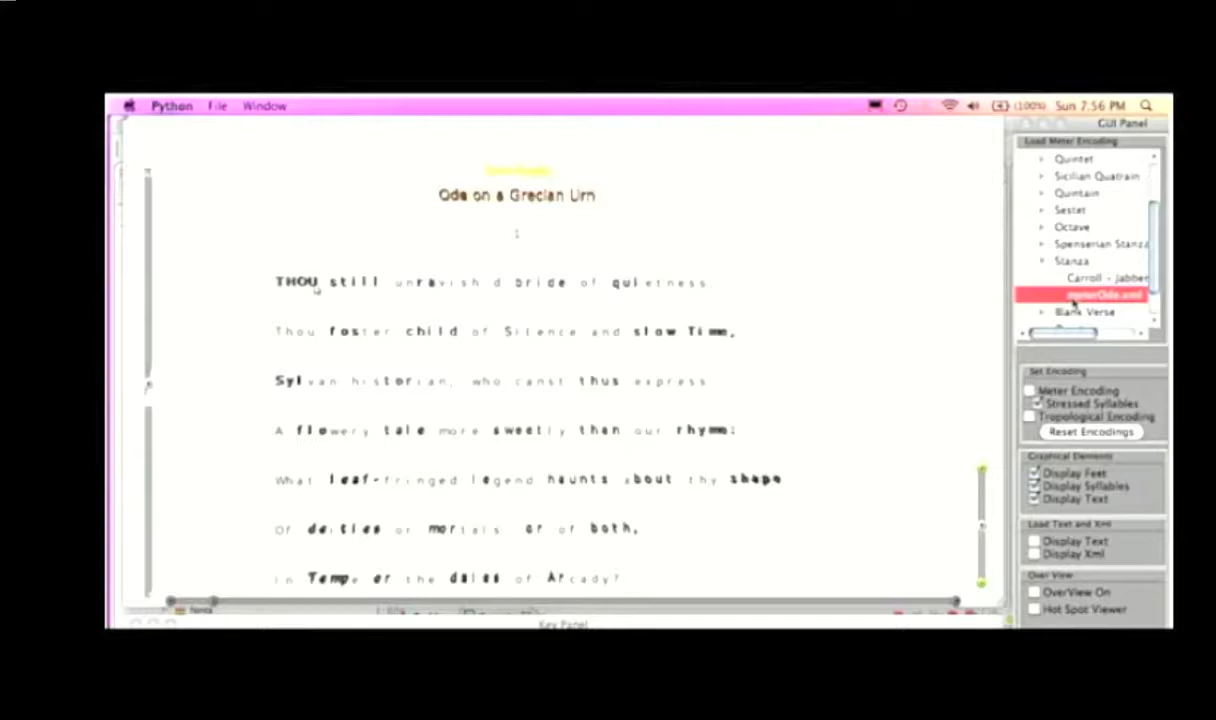 Python File Window (100%) Sun 7:56 PM
GUI Panel
Load Meter Encoding
Quintet
Sicilian Quatrain
Quintain
Sestet
Octave
Spenserian Stanza
Stanza
Carroll - Jabber
meterOde.xml
Blank Verse
Set Encoding
Meter Encoding
Stressed Syllables
Tropological Encoding
Reset Encodings
Graphical Elements
Display Feet
Display Syllables
Display Text
Load Text and Xml
Display Text
Display Xml
Over View
OverView On
Hot Spot Viewer
Ode on a Grecian Urn
1
THOU still unravish d bride of quietness
Thou foster child of Silence and slow Time,
Sylvan historian, who canst thus express
A flowery tale more sweetly than our rhyme:
What leaf-fringed legend haunts about thy shape
Of deities or mortals or of both,
In Tempe or the dales of Arcady?
Key Panel